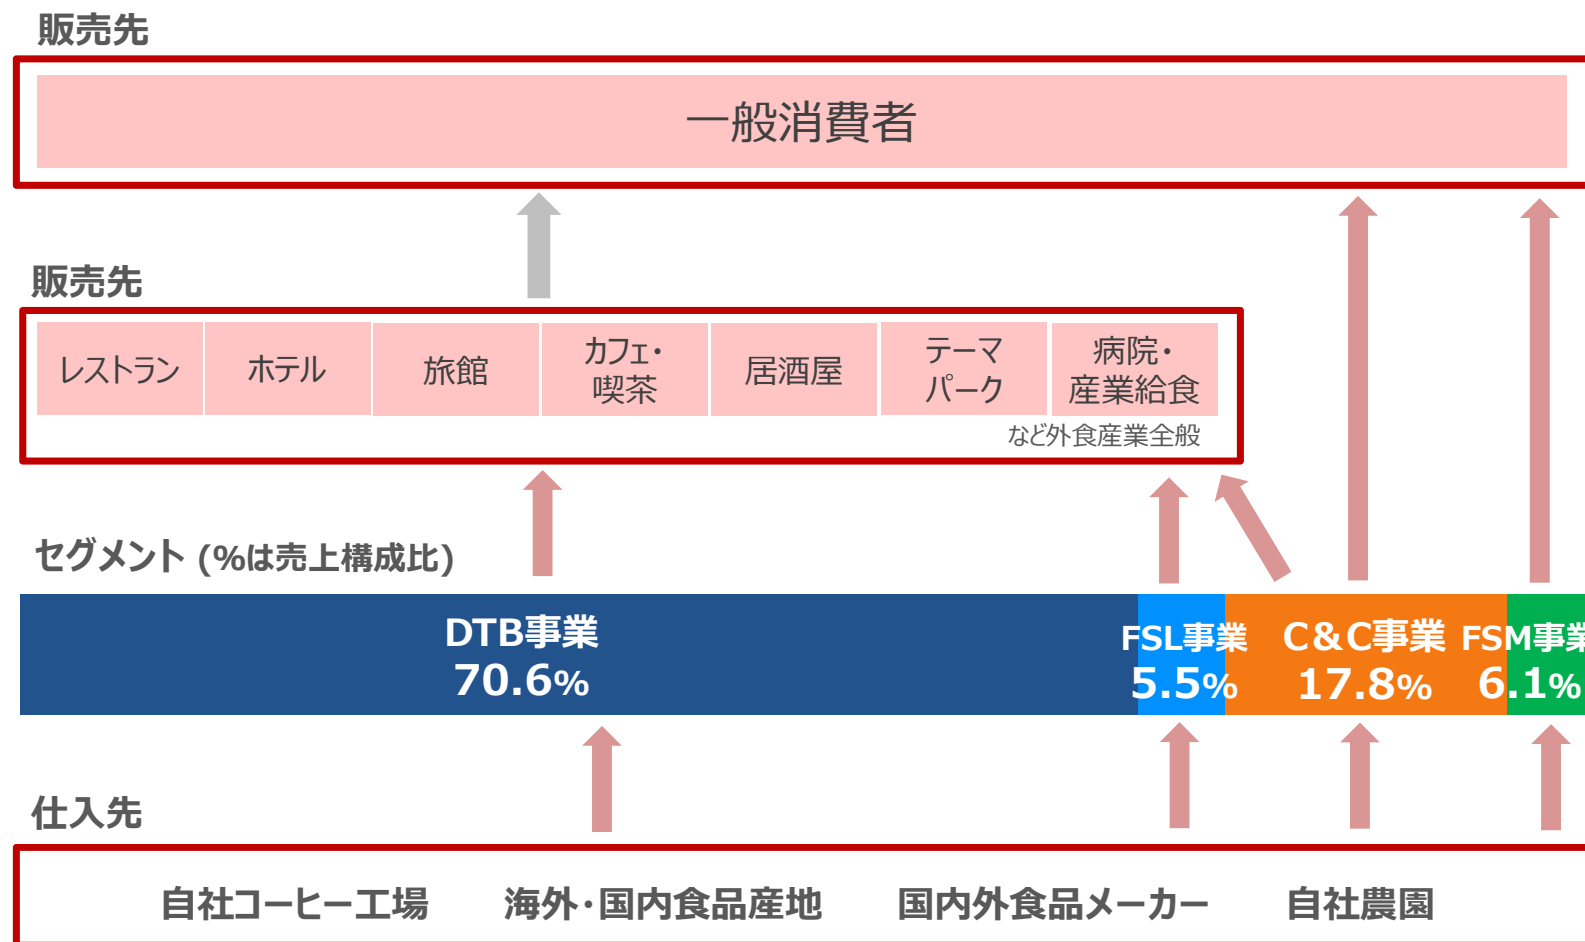 販売先
一般消費者
販売先
レストラン
ホテル
旅館
カフェ・
喫茶
居酒屋
テーマ
パーク
病院・
産業給食
など外食産業全般
セグメント (%は売上構成比)
DTB事業
70.6%
FSL事業
5.5%
C&C事業
17.8%
FSM事業
6.1%
仕入先
自社コーヒー工場 海外・国内食品産地 国内外食品メーカー 自社農園